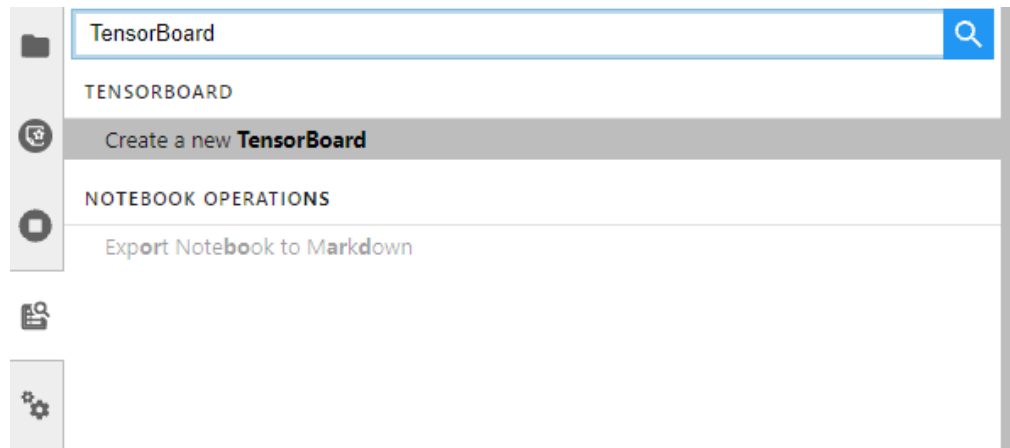 TensorBoard
TENSORBOARD
Create a new TensorBoard
NOTEBOOK OPERATIONS
Export Notebook to Markdown